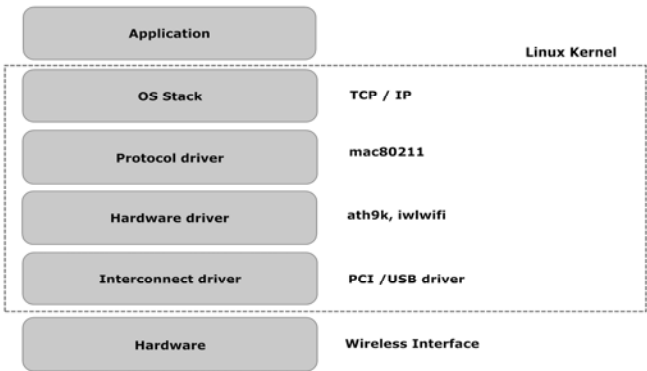 Application
Linux Kernel
OS Stack TCP / IP
Protocol driver mac80211
Hardware driver ath9k, iwlwifi
Interconnect driver PCI /USB driver
Hardware Wireless Interface